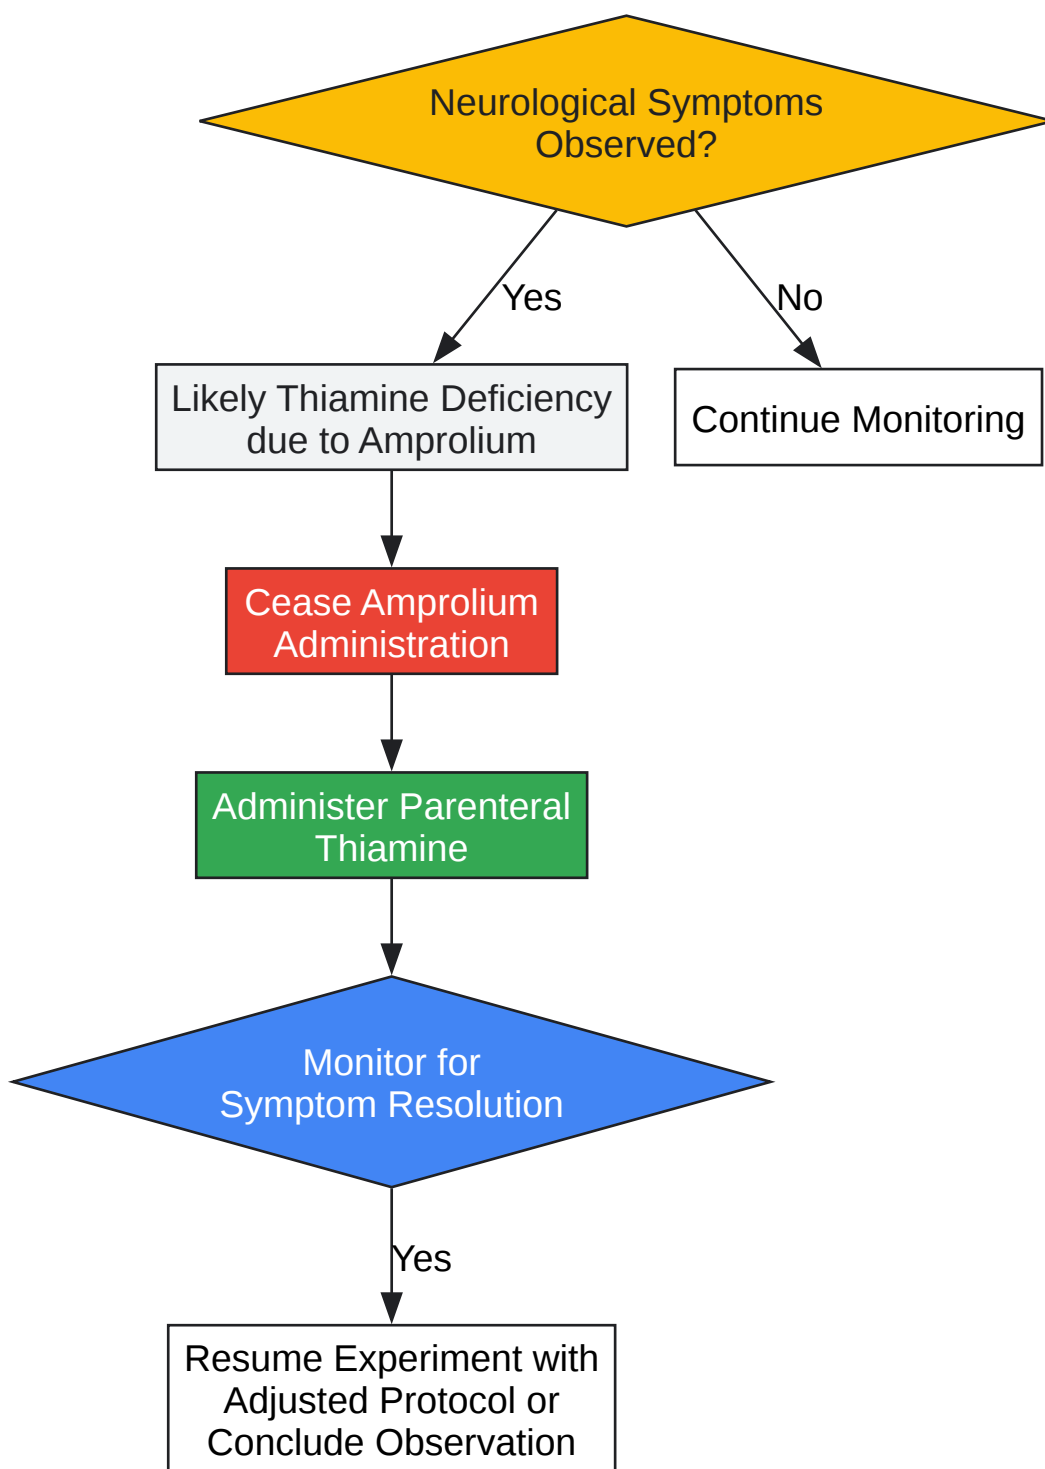 Neurological Symptoms
Observed?
Yes
No
Likely Thiamine Deficiency
due to Amprolium
Continue Monitoring
Cease Amprolium
Administration
Administer Parenteral
Thiamine
Monitor for
Symptom Resolution
Yes
Resume Experiment with
Adjusted Protocol or
Conclude Observation